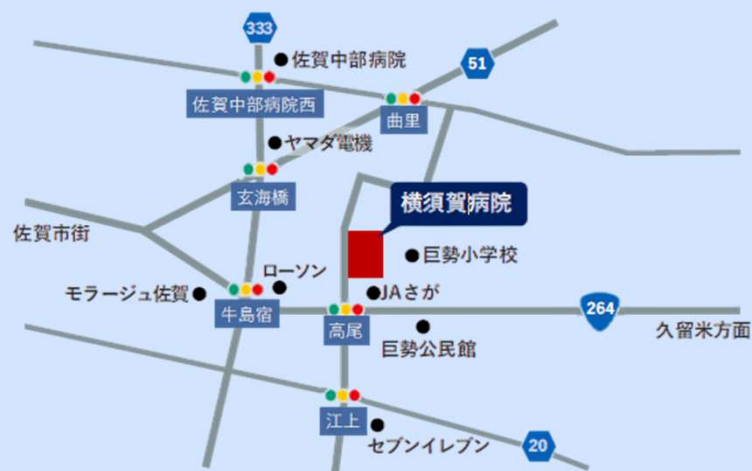 333
佐賀中部病院
51
佐賀中部病院西
曲里
ヤマダ電機
玄海橋
横須賀病院
佐賀市街
巨勢小学校
ローソン
モラージュ佐賀
JAさが
牛島宿
264
高尾
久留米方面
巨勢公民館
江上
セブンイレブン
20